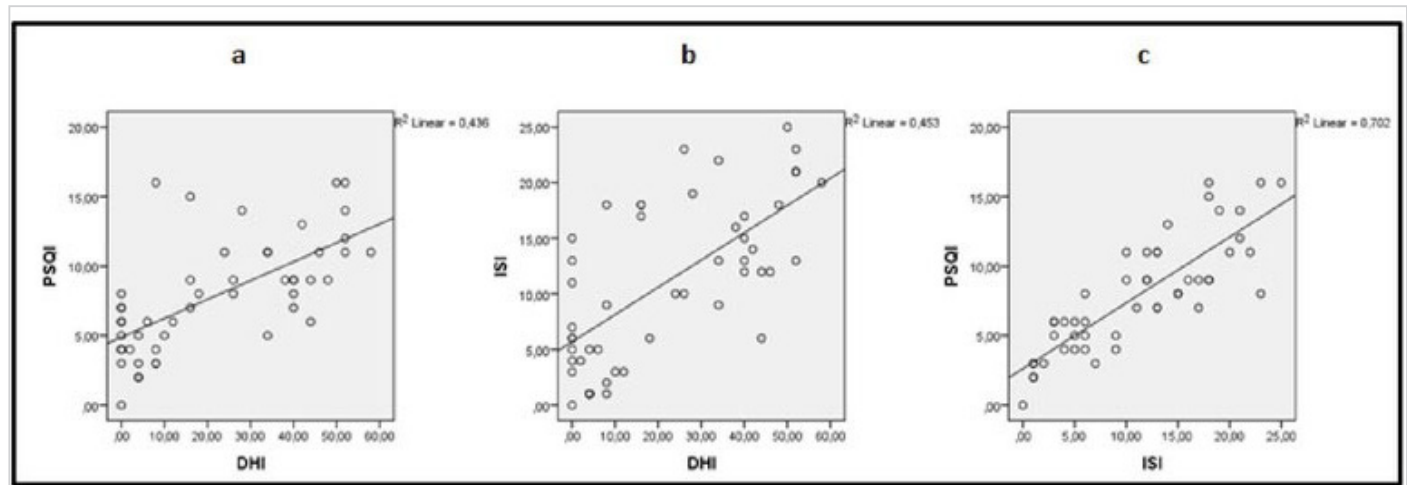 a
b
c
R² Linear = 0,436
20,00
15,00
10,00
5,00
,00
PSQI
,00 10,00 20,00 30,00 40,00 50,00 60,00
DHI
R² Linear = 0,453
25,00
20,00
15,00
10,00
5,00
,00
ISI
,00 10,00 20,00 30,00 40,00 50,00 60,00
DHI
R² Linear = 0,702
20,00
15,00
10,00
5,00
,00
PSQI
,00 5,00 10,00 15,00 20,00 25,00
ISI